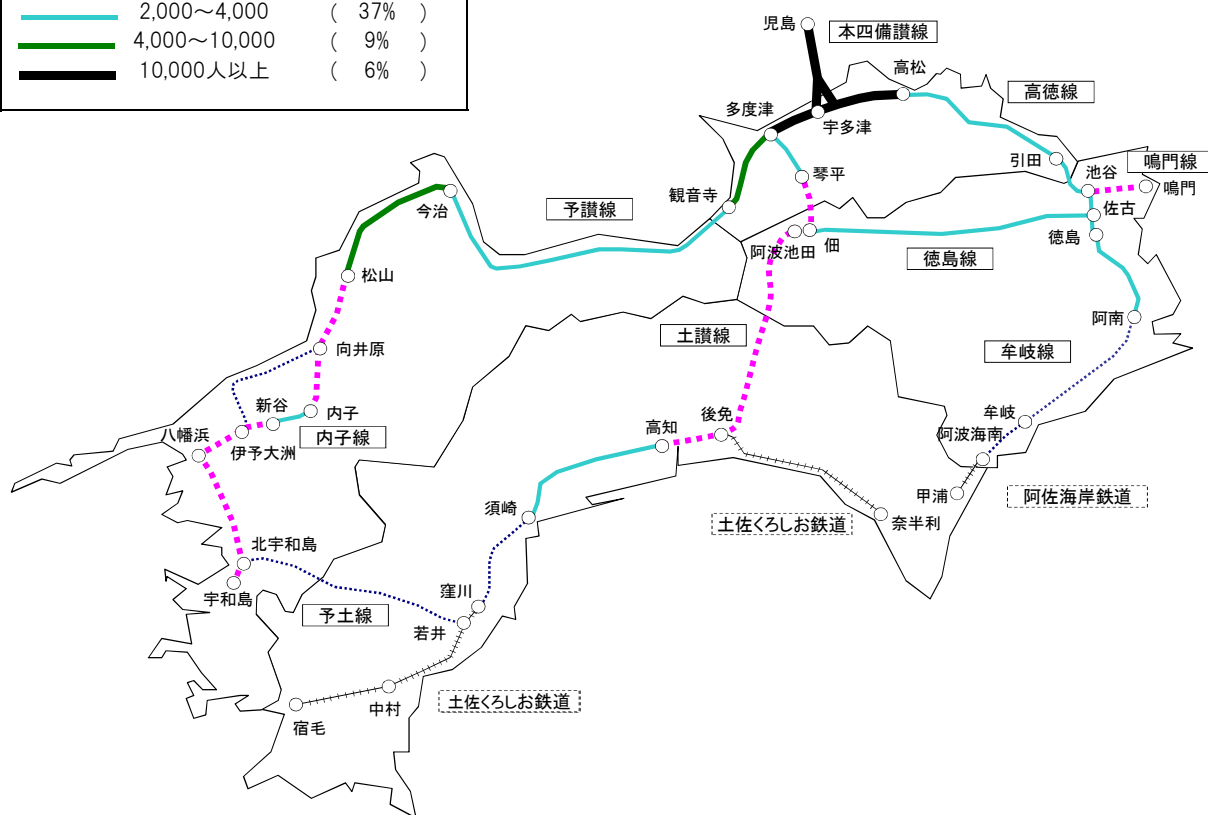 2,000～4,000 ( 37% )
4,000～10,000 ( 9% )
10,000人以上 ( 6% )
児島
本四備讃線
高松
高徳線
多度津
宇多津
引田
鳴門線
池谷
鳴門
琴平
今治
観音寺
予讃線
佐古
徳島
阿波池田
佃
徳島線
松山
阿南
土讃線
向井原
牟岐線
新谷
内子
後免
牟岐
八幡浜
伊予大洲
内子線
高知
阿波海南
甲浦
阿佐海岸鉄道
須崎
土佐くろしお鉄道
奈半利
北宇和島
宇和島
窪川
予土線
若井
土佐くろしお鉄道
中村
宿毛